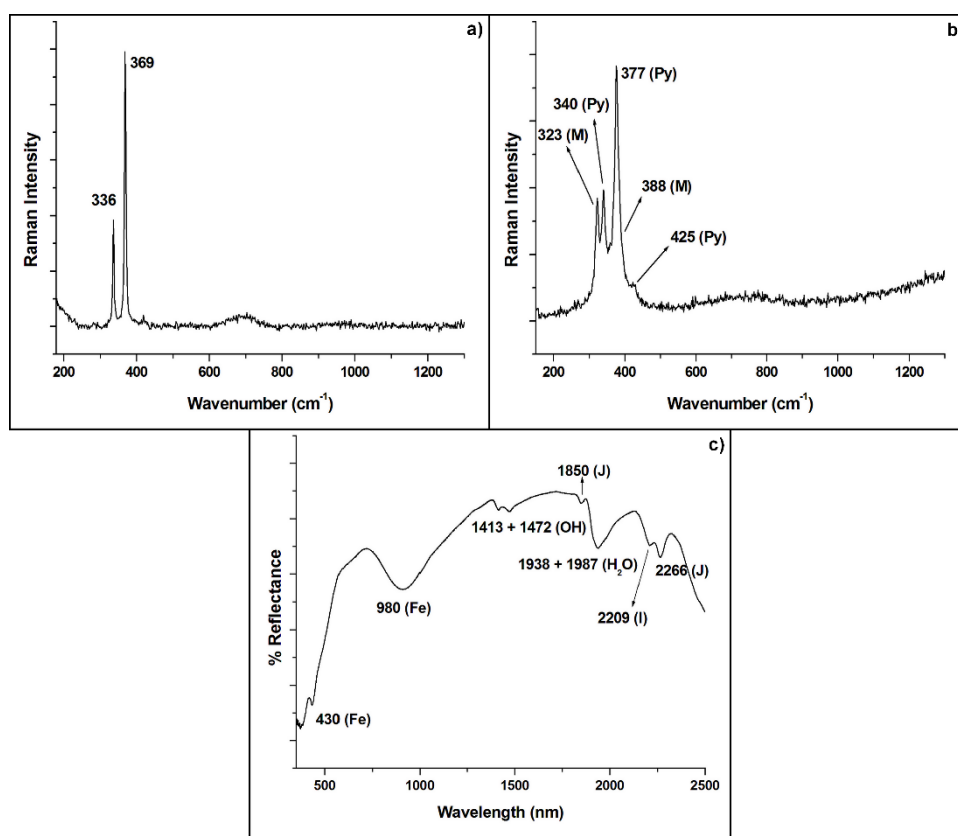 a)
369
336
Raman Intensity
200 400 600 800 1000 1200
Wavenumber (cm⁻¹)
b)
377 (Py)
340 (Py)
323 (M)
388 (M)
425 (Py)
Raman Intensity
200 400 600 800 1000 1200
Wavenumber (cm⁻¹)
c)
1850 (J)
1413 + 1472 (OH)
1938 + 1987 (H₂O)
2266 (J)
980 (Fe)
2209 (I)
430 (Fe)
% Reflectance
500 1000 1500 2000 2500
Wavelength (nm)